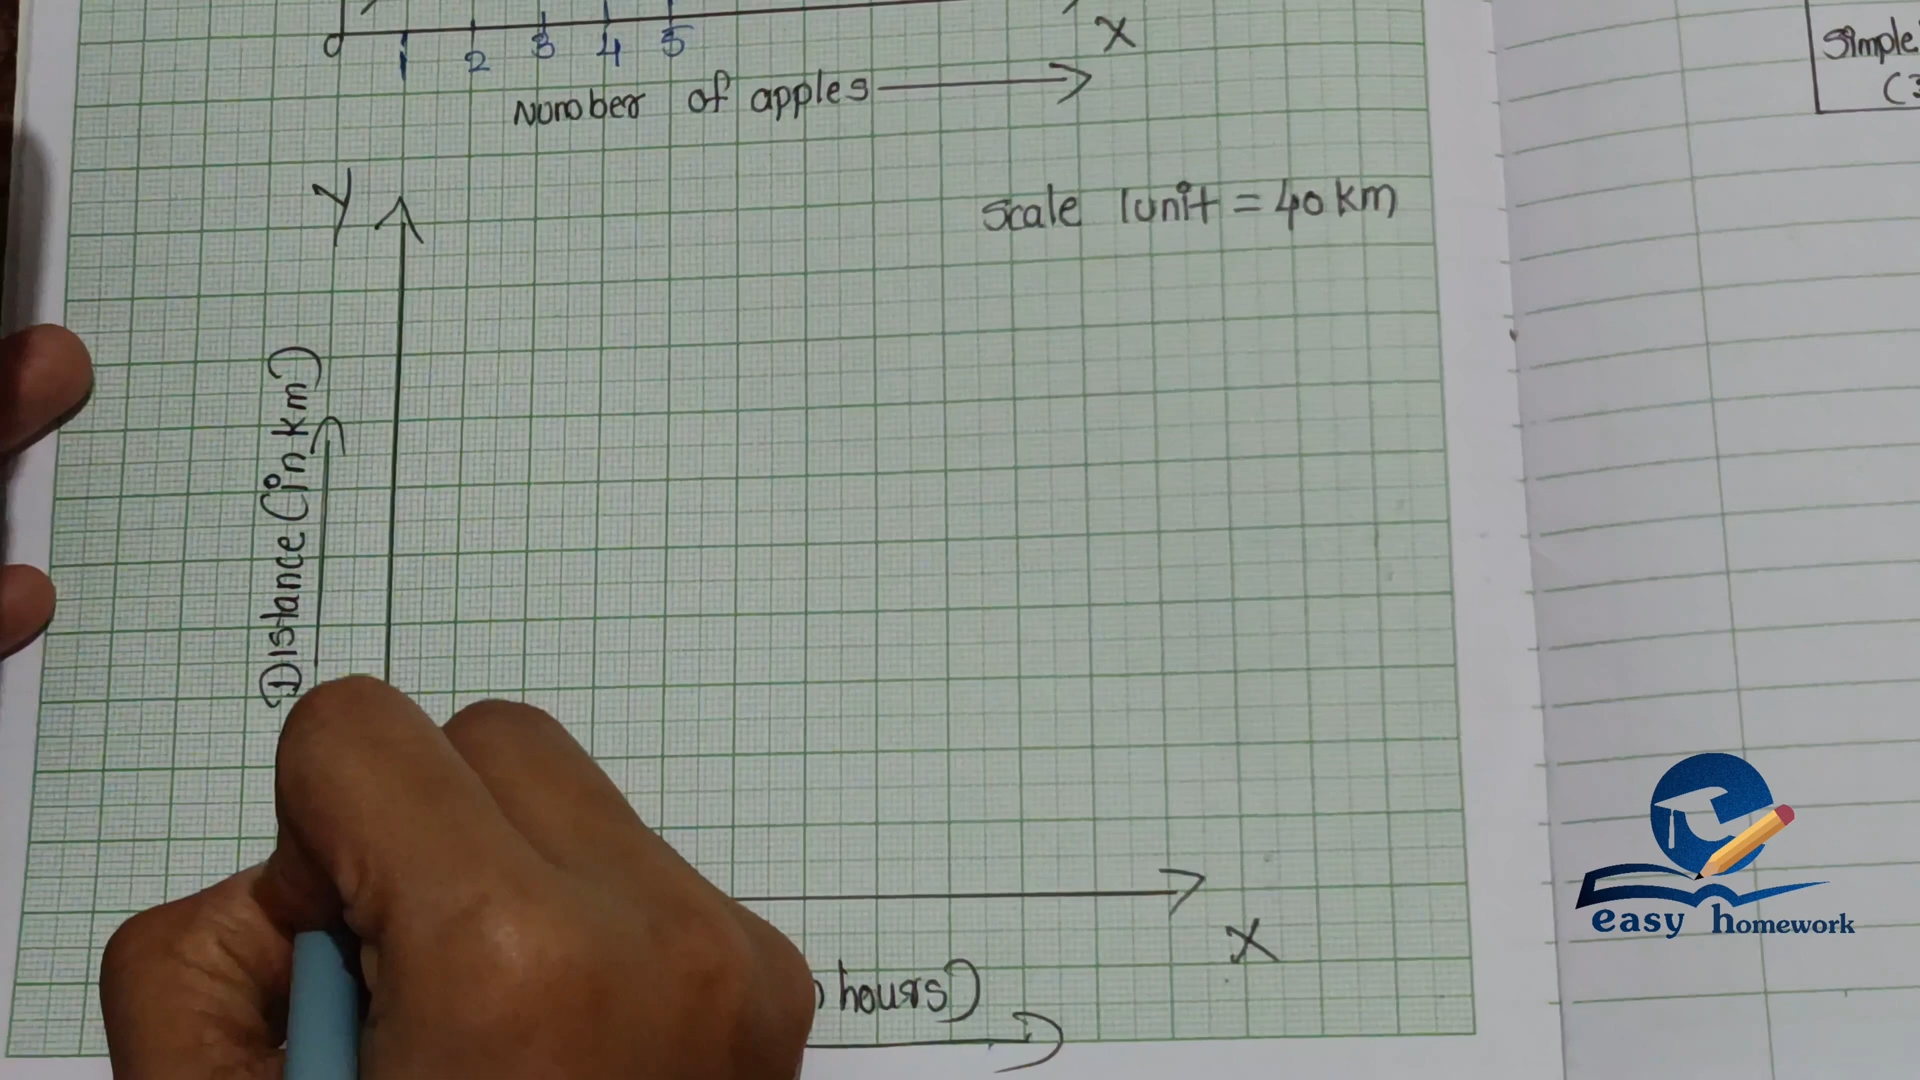 0 1 2 3 4 5
X
Number of apples
Y
Scale 1unit = 40 km
Distance (in km)
X
hours)
Simple
(3
easy homework